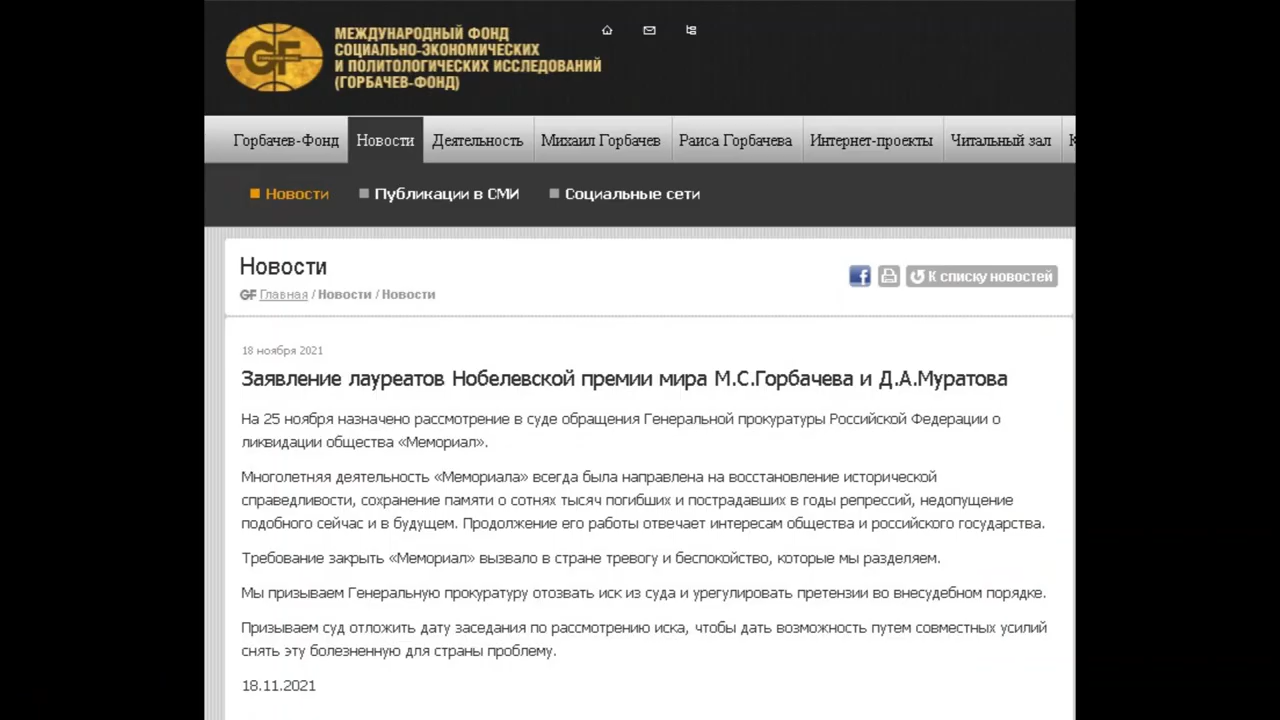 МЕЖДУНАРОДНЫЙ ФОНД
СОЦИАЛЬНО-ЭКОНОМИЧЕСКИХ
И ПОЛИТОЛОГИЧЕСКИХ ИССЛЕДОВАНИЙ
(ГОРБАЧЕВ-ФОНД)
GF
Горбачев-Фонд Новости Деятельность Михаил Горбачев Раиса Горбачева Интернет-проекты Читальный зал
Новости Публикации в СМИ Социальные сети
Новости
К списку новостей
GF Главная / Новости / Новости
18 ноября 2021
Заявление лауреатов Нобелевской премии мира М.С.Горбачева и Д.А.Муратова
На 25 ноября назначено рассмотрение в суде обращения Генеральной прокуратуры Российской Федерации о
ликвидации общества «Мемориал».
Многолетняя деятельность «Мемориала» всегда была направлена на восстановление исторической
справедливости, сохранение памяти о сотнях тысяч погибших и пострадавших в годы репрессий, недопущение
подобного сейчас и в будущем. Продолжение его работы отвечает интересам общества и российского государства.
Требование закрыть «Мемориал» вызвало в стране тревогу и беспокойство, которые мы разделяем.
Мы призываем Генеральную прокуратуру отозвать иск из суда и урегулировать претензии во внесудебном порядке.
Призываем суд отложить дату заседания по рассмотрению иска, чтобы дать возможность путем совместных усилий
снять эту болезненную для страны проблему.
18.11.2021